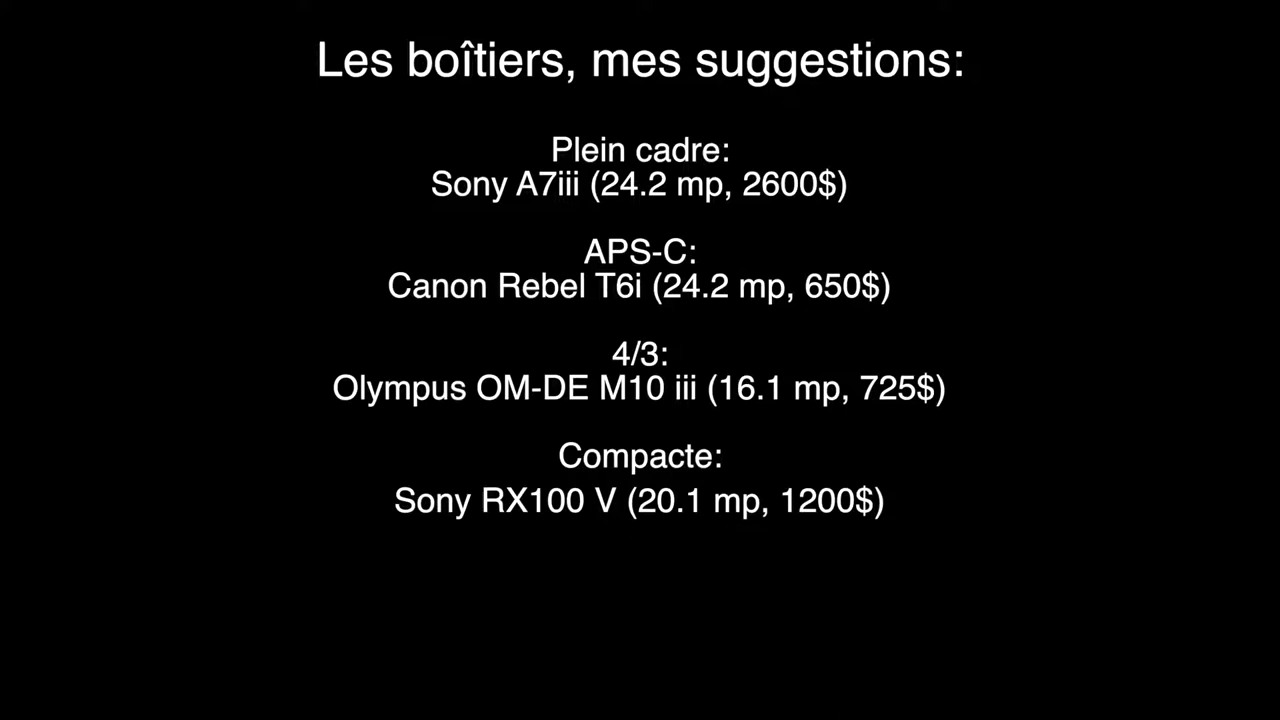 Les boîtiers, mes suggestions:
Plein cadre:
Sony A7iii (24.2 mp, 2600$)
APS-C:
Canon Rebel T6i (24.2 mp, 650$)
4/3:
Olympus OM-DE M10 iii (16.1 mp, 725$)
Compacte:
Sony RX100 V (20.1 mp, 1200$)